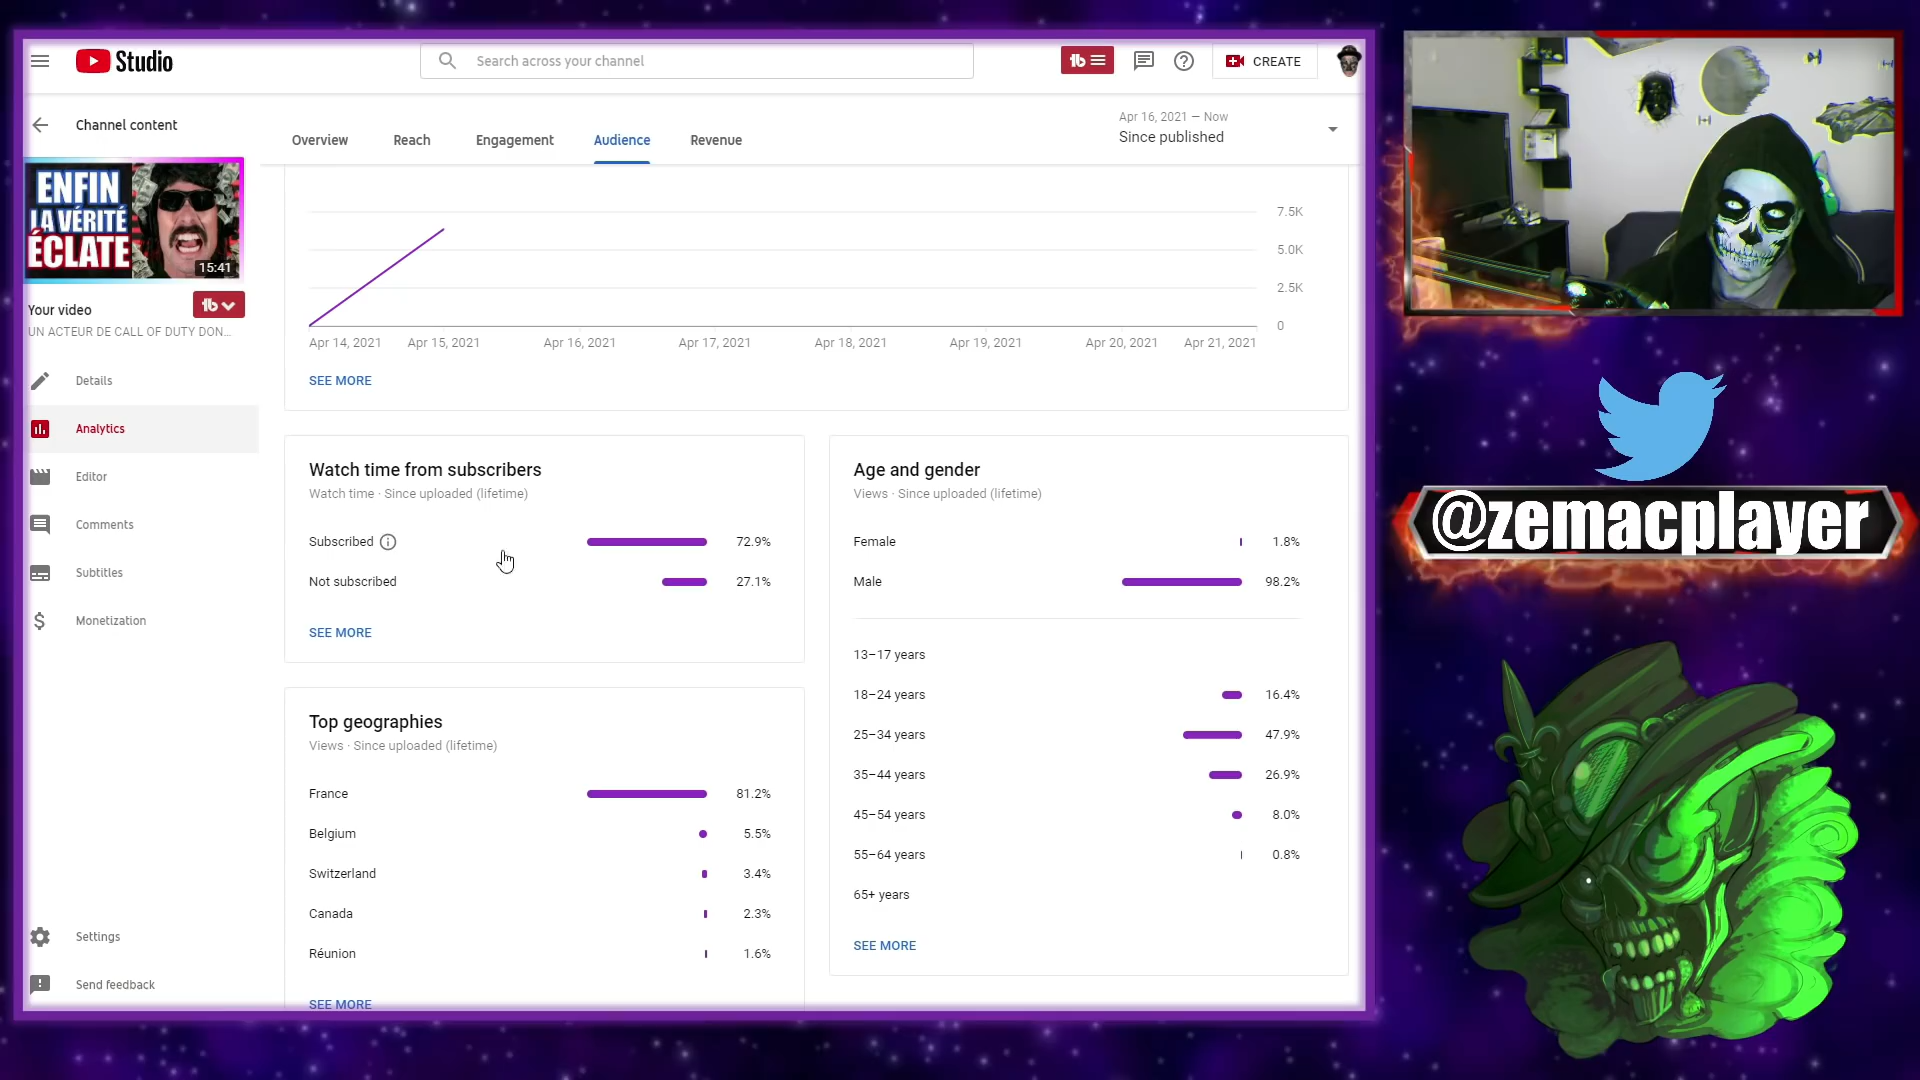 Studio
Search across your channel
CREATE
Channel content
Overview
Reach
Engagement
Audience
Revenue
Apr 16, 2021 — Now
Since published
ENFIN
LA VÉRITÉ
ÉCLATE
15:41
Your video
UN ACTEUR DE CALL OF DUTY DON...
Details
Analytics
Editor
Comments
Subtitles
Monetization
Settings
Send feedback
7.5K
5.0K
2.5K
0
Apr 14, 2021
Apr 15, 2021
Apr 16, 2021
Apr 17, 2021
Apr 18, 2021
Apr 19, 2021
Apr 20, 2021
Apr 21, 2021
SEE MORE
Watch time from subscribers
Watch time · Since uploaded (lifetime)
Subscribed 72.9%
Not subscribed 27.1%
SEE MORE
Top geographies
Views · Since uploaded (lifetime)
France 81.2%
Belgium 5.5%
Switzerland 3.4%
Canada 2.3%
Réunion 1.6%
SEE MORE
Age and gender
Views · Since uploaded (lifetime)
Female 1.8%
Male 98.2%
13–17 years
18–24 years 16.4%
25–34 years 47.9%
35–44 years 26.9%
45–54 years 8.0%
55–64 years 0.8%
65+ years
SEE MORE
@zemacplayer